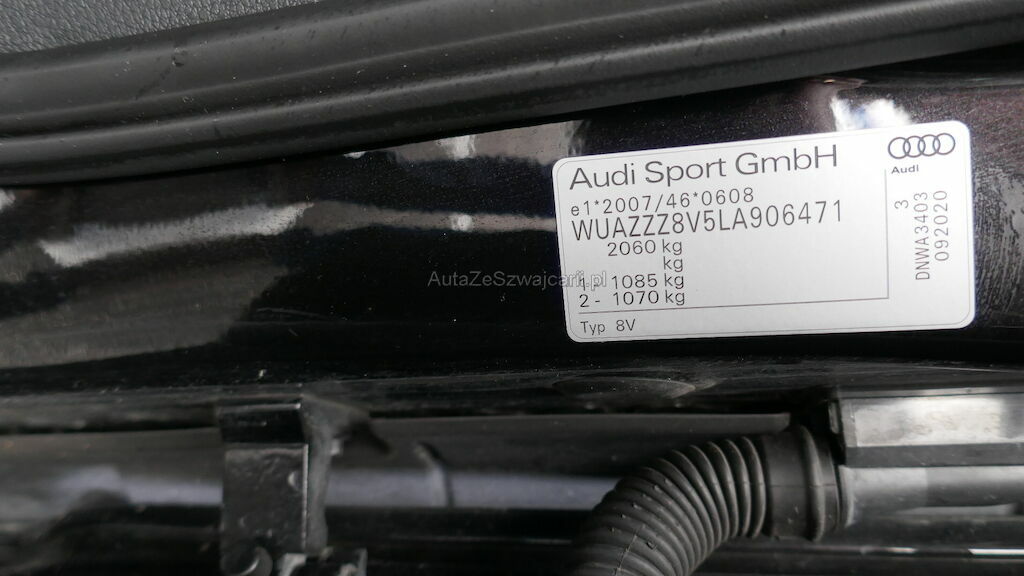 Audi Sport GmbH
Audi
e1*2007/46*0608
WUAZZZ8V5LA906471
2060 kg
kg
1 - 1085 kg
2 - 1070 kg
Typ 8V
3
DNWA3403
092020
AutaZeSzwajcarii.pl